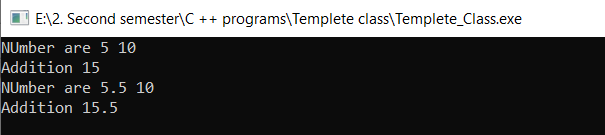 E:\2. Second semester\C ++ programs\Templete class\Templete_Class.exe
NUmber are 5 10
Addition 15
NUmber are 5.5 10
Addition 15.5